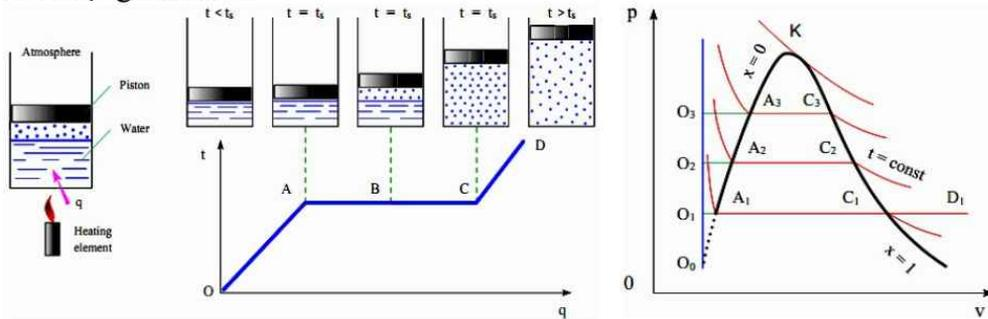 t < ts
t = ts
t = ts
t = ts
t > ts
Atmosphere
Piston
Water
q
Heating
element
t
A
B
C
D
O
q
p
K
x = 0
O3
A3
C3
O2
A2
C2
t = const
O1
A1
C1
D1
O0
x = 1
0
v